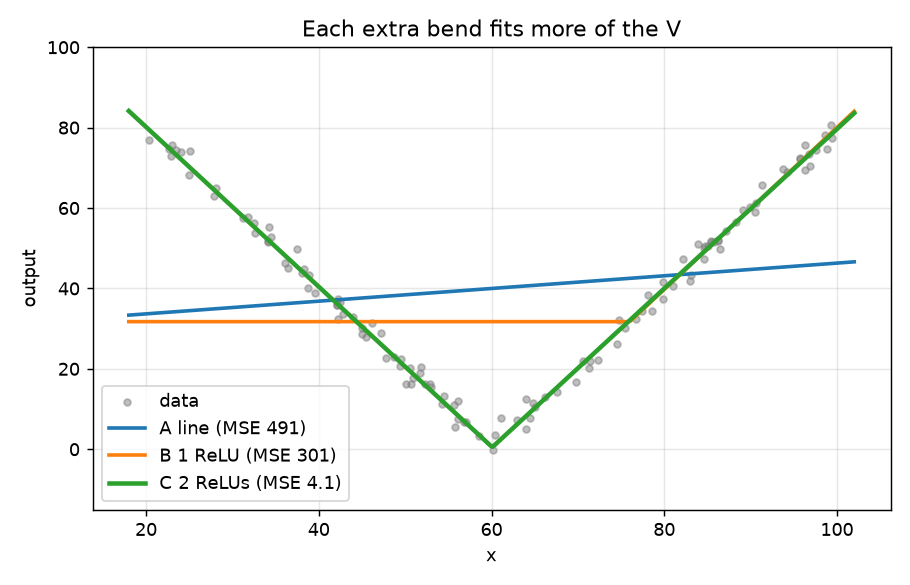 Each extra bend fits more of the V
100
80
60
40
20
0
output
data
A line (MSE 491)
B 1 ReLU (MSE 301)
C 2 ReLUs (MSE 4.1)
20 40 60 80 100
x